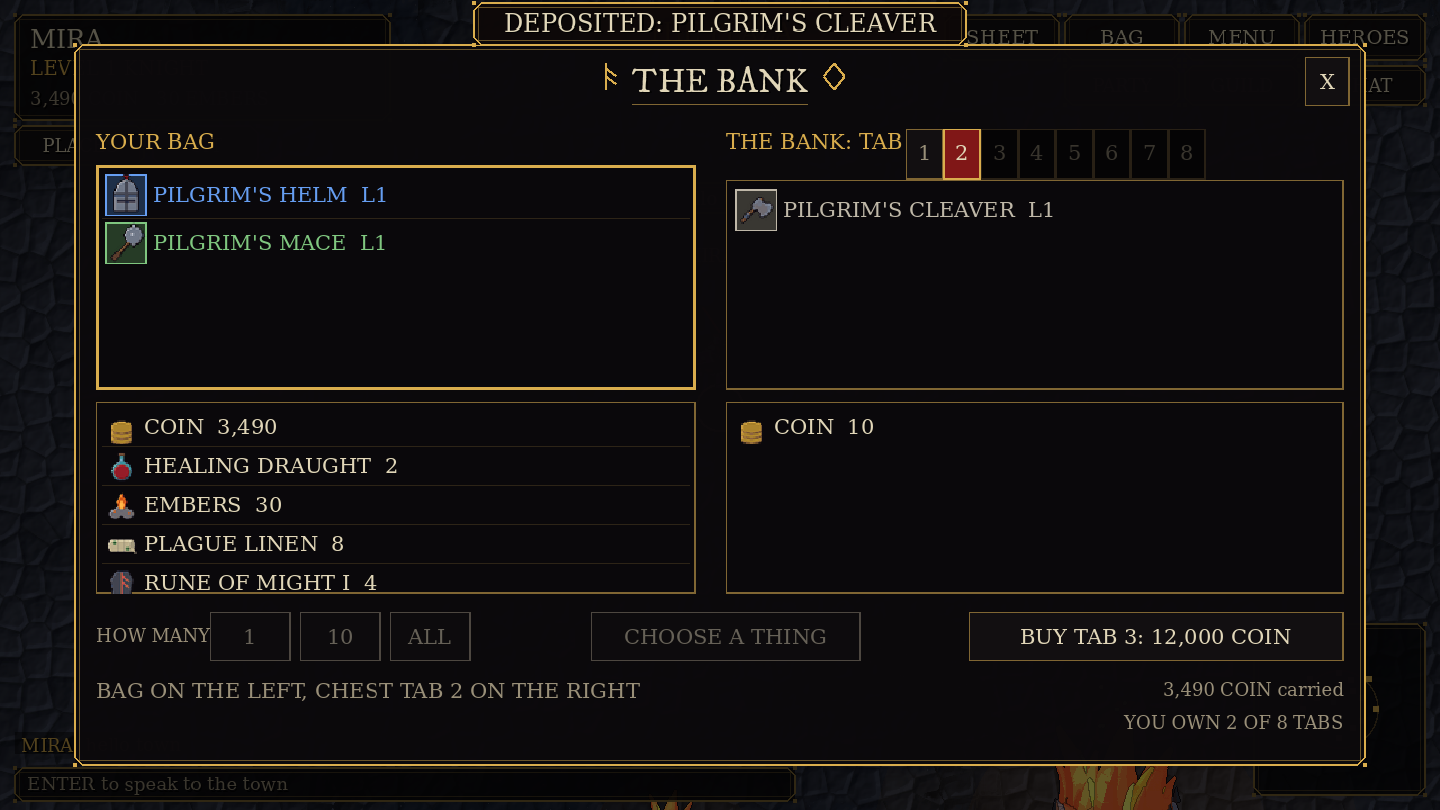 DEPOSITED: PILGRIM'S CLEAVER
MIRA
SHEET
BAG
MENU
HEROES
LEV
3,490
THE BANK
X
YOUR BAG
THE BANK: TAB 1 2 3 4 5 6 7 8
PILGRIM'S HELM L1
PILGRIM'S MACE L1
PILGRIM'S CLEAVER L1
COIN 3,490
HEALING DRAUGHT 2
EMBERS 30
PLAGUE LINEN 8
RUNE OF MIGHT I 4
COIN 10
HOW MANY 1 10 ALL
CHOOSE A THING
BUY TAB 3: 12,000 COIN
BAG ON THE LEFT, CHEST TAB 2 ON THE RIGHT
3,490 COIN carried
YOU OWN 2 OF 8 TABS
MIRA
ENTER to speak to the town